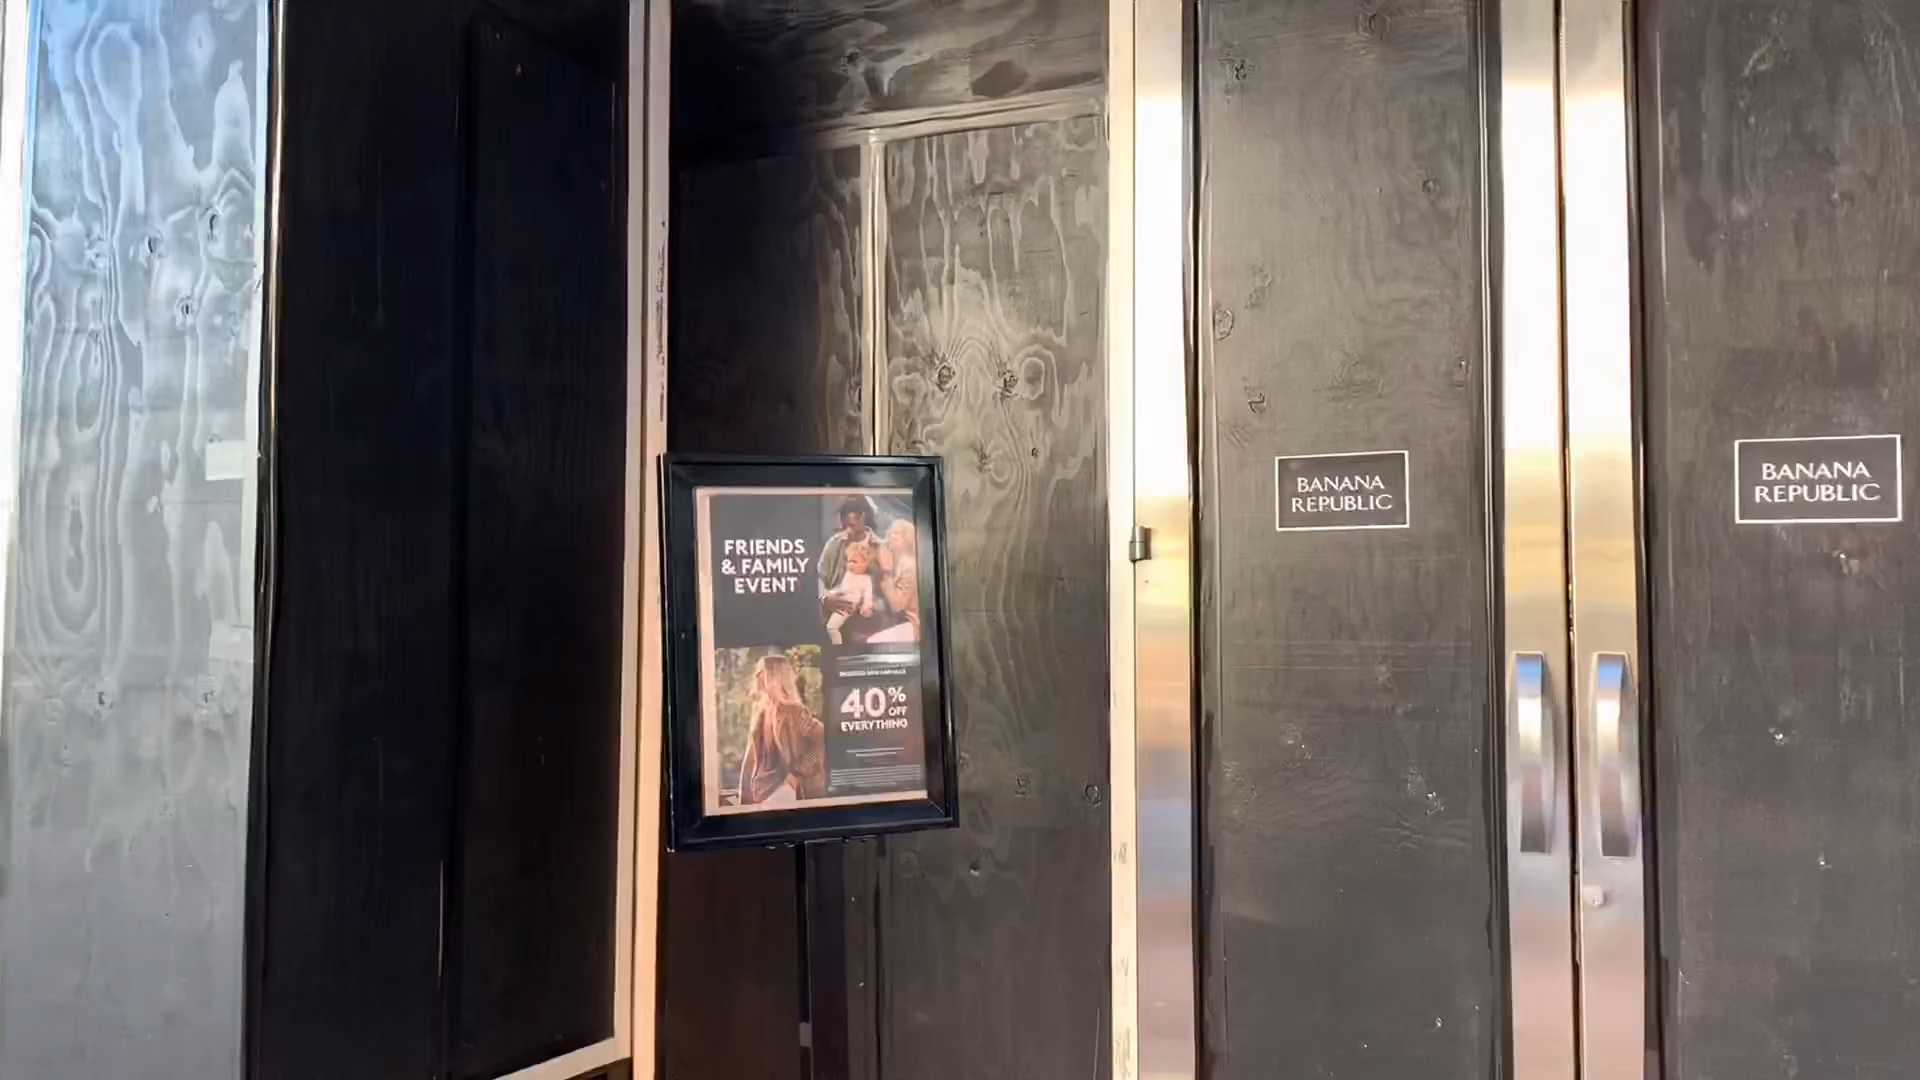 FRIENDS
& FAMILY
EVENT
40% OFF
EVERYTHING
BANANA
REPUBLIC
BANANA
REPUBLIC